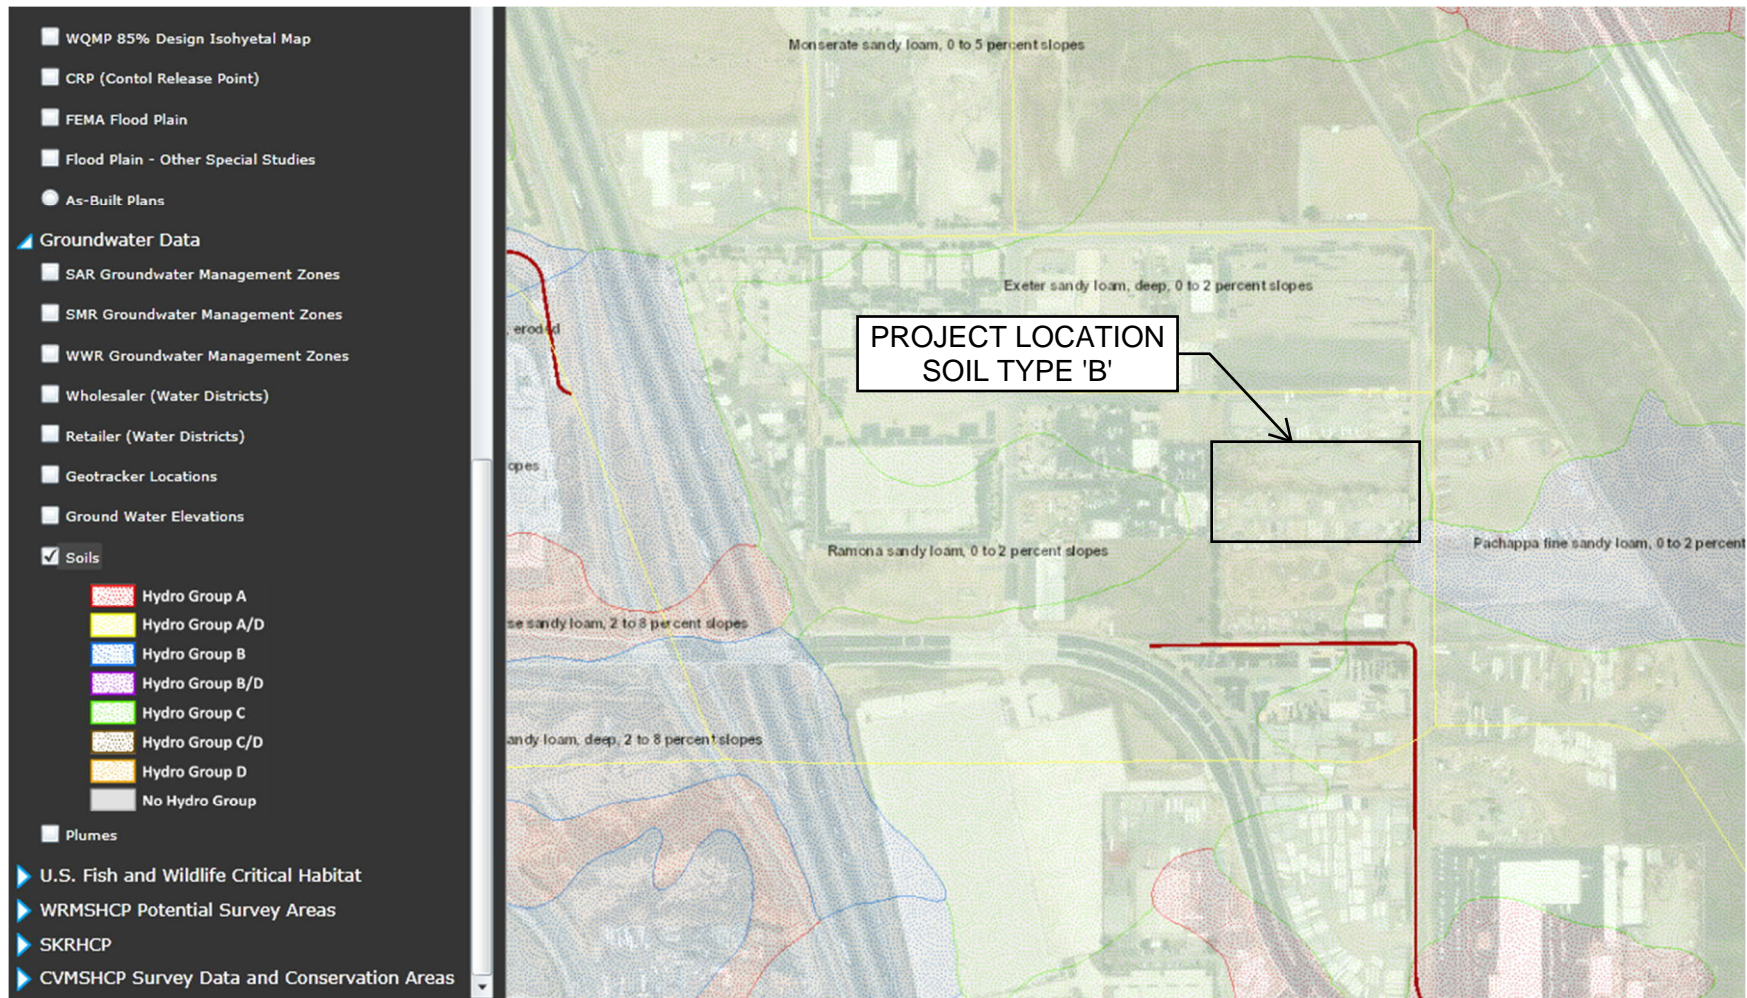 WQMP 85% Design Isohyetal Map
CRP (Contol Release Point)
FEMA Flood Plain
Flood Plain - Other Special Studies
As-Built Plans
Groundwater Data
SAR Groundwater Management Zones
SMR Groundwater Management Zones
WWR Groundwater Management Zones
Wholesaler (Water Districts)
Retailer (Water Districts)
Geotracker Locations
Ground Water Elevations
Soils
Hydro Group A
Hydro Group A/D
Hydro Group B
Hydro Group B/D
Hydro Group C
Hydro Group C/D
Hydro Group D
No Hydro Group
Plumes
U.S. Fish and Wildlife Critical Habitat
WRMSHCP Potential Survey Areas
SKRHCP
CVMSHCP Survey Data and Conservation Areas
Monserate sandy loam, 0 to 5 percent slopes
Exeter sandy loam, deep, 0 to 2 percent slopes
, eroded
PROJECT LOCATION
SOIL TYPE 'B'
opes
Ramona sandy loam, 0 to 2 percent slopes
Pachappa fine sandy loam, 0 to 2 percent
se sandy loam, 2 to 8 percent slopes
andy loam, deep, 2 to 8 percent slopes